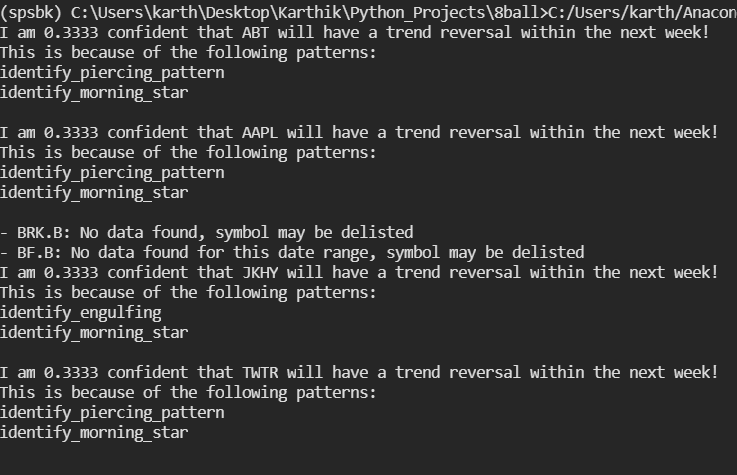 (spsbk) C:\Users\karth\Desktop\Karthik\Python_Projects\8ball>C:/Users/karth/Anacon
I am 0.3333 confident that ABT will have a trend reversal within the next week!
This is because of the following patterns:
identify_piercing_pattern
identify_morning_star
I am 0.3333 confident that AAPL will have a trend reversal within the next week!
This is because of the following patterns:
identify_piercing_pattern
identify_morning_star
- BRK.B: No data found, symbol may be delisted
- BF.B: No data found for this date range, symbol may be delisted
I am 0.3333 confident that JKHY will have a trend reversal within the next week!
This is because of the following patterns:
identify_engulfing
identify_morning_star
I am 0.3333 confident that TWTR will have a trend reversal within the next week!
This is because of the following patterns:
identify_piercing_pattern
identify_morning_star